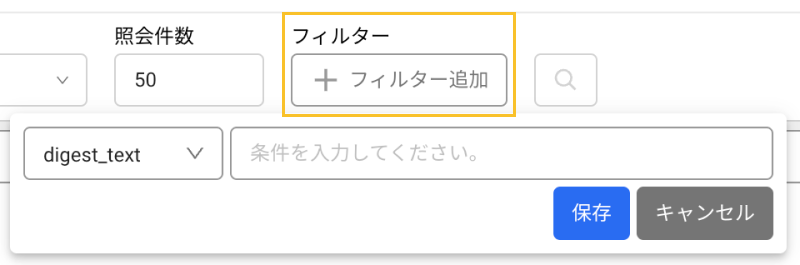 照会件数
フィルター
50
フィルター追加
digest_text
条件を入力してください。
保存
キャンセル